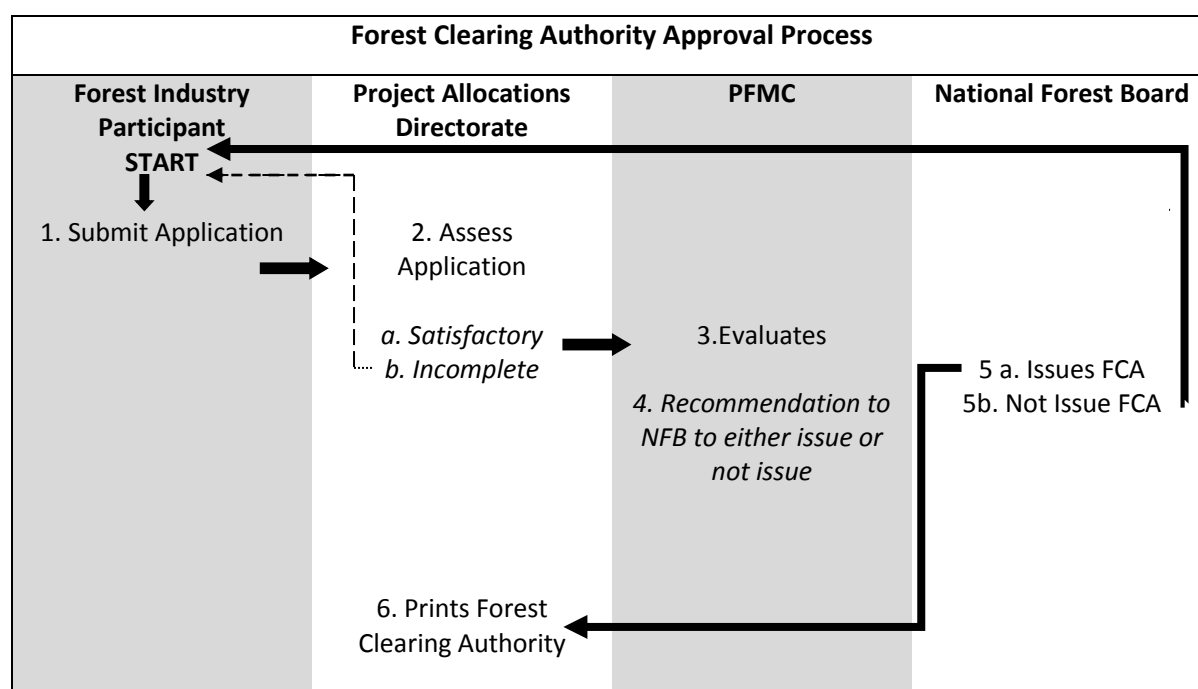 Forest Clearing Authority Approval Process
Forest Industry
Participant
START
Project Allocations
Directorate
PFMC
National Forest Board
1. Submit Application
2. Assess
Application
a. Satisfactory
b. Incomplete
3.Evaluates
4. Recommendation to
NFB to either issue or
not issue
5 a. Issues FCA
5b. Not Issue FCA
6. Prints Forest
Clearing Authority